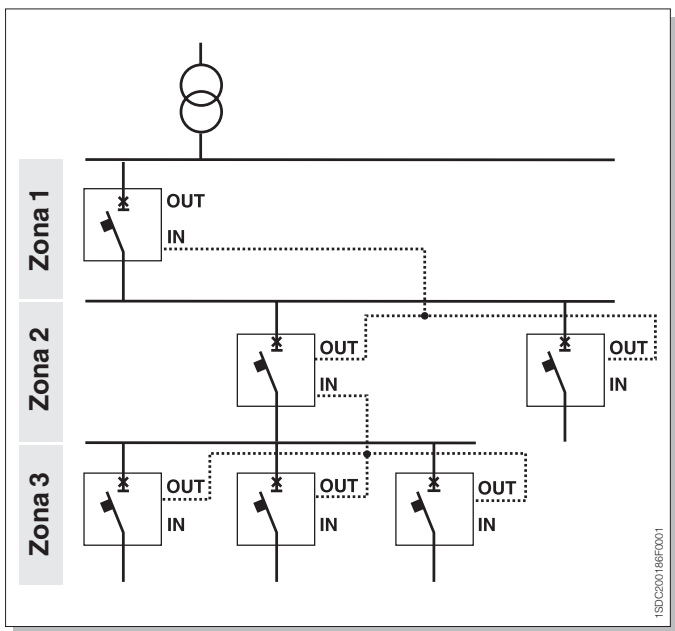 Zona 1
OUT
IN
Zona 2
OUT
IN
OUT
IN
Zona 3
OUT
IN
OUT
IN
OUT
IN
1SDC200186F0001